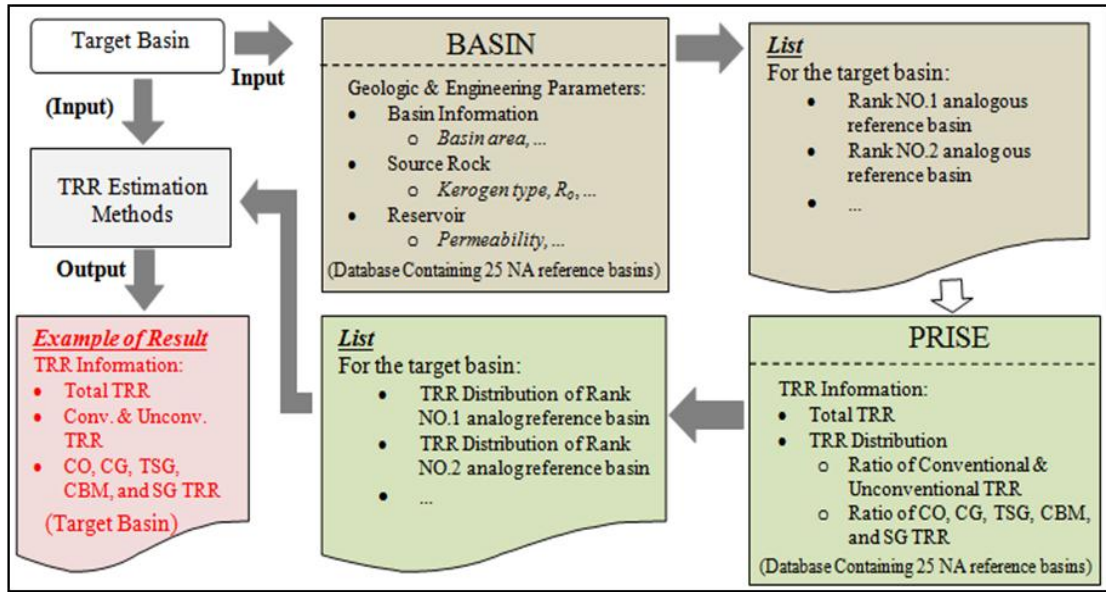 Target Basin
Input
(Input)
BASIN
Geologic & Engineering Parameters:
• Basin Information
o Basin area, ...
• Source Rock
o Kerogen type, Ro, ...
• Reservoir
o Permeability, ...
(Database Containing 25 NA reference basins)
List
For the target basin:
• Rank NO.1 analogous
reference basin
• Rank NO.2 analogous
reference basin
• ...
TRR Estimation
Methods
Output
Example of Result
TRR Information:
• Total TRR
• Conv. & Unconv.
TRR
• CO, CG, TSG,
CBM, and SG TRR
(Target Basin)
List
For the target basin:
• TRR Distribution of Rank
NO.1 analog reference basin
• TRR Distribution of Rank
NO.2 analog reference basin
• ...
PRISE
TRR Information:
• Total TRR
• TRR Distribution
o Ratio of Conventional &
Unconventional TRR
o Ratio of CO, CG, TSG, CBM,
and SG TRR
(Database Containing 25 NA reference basins)